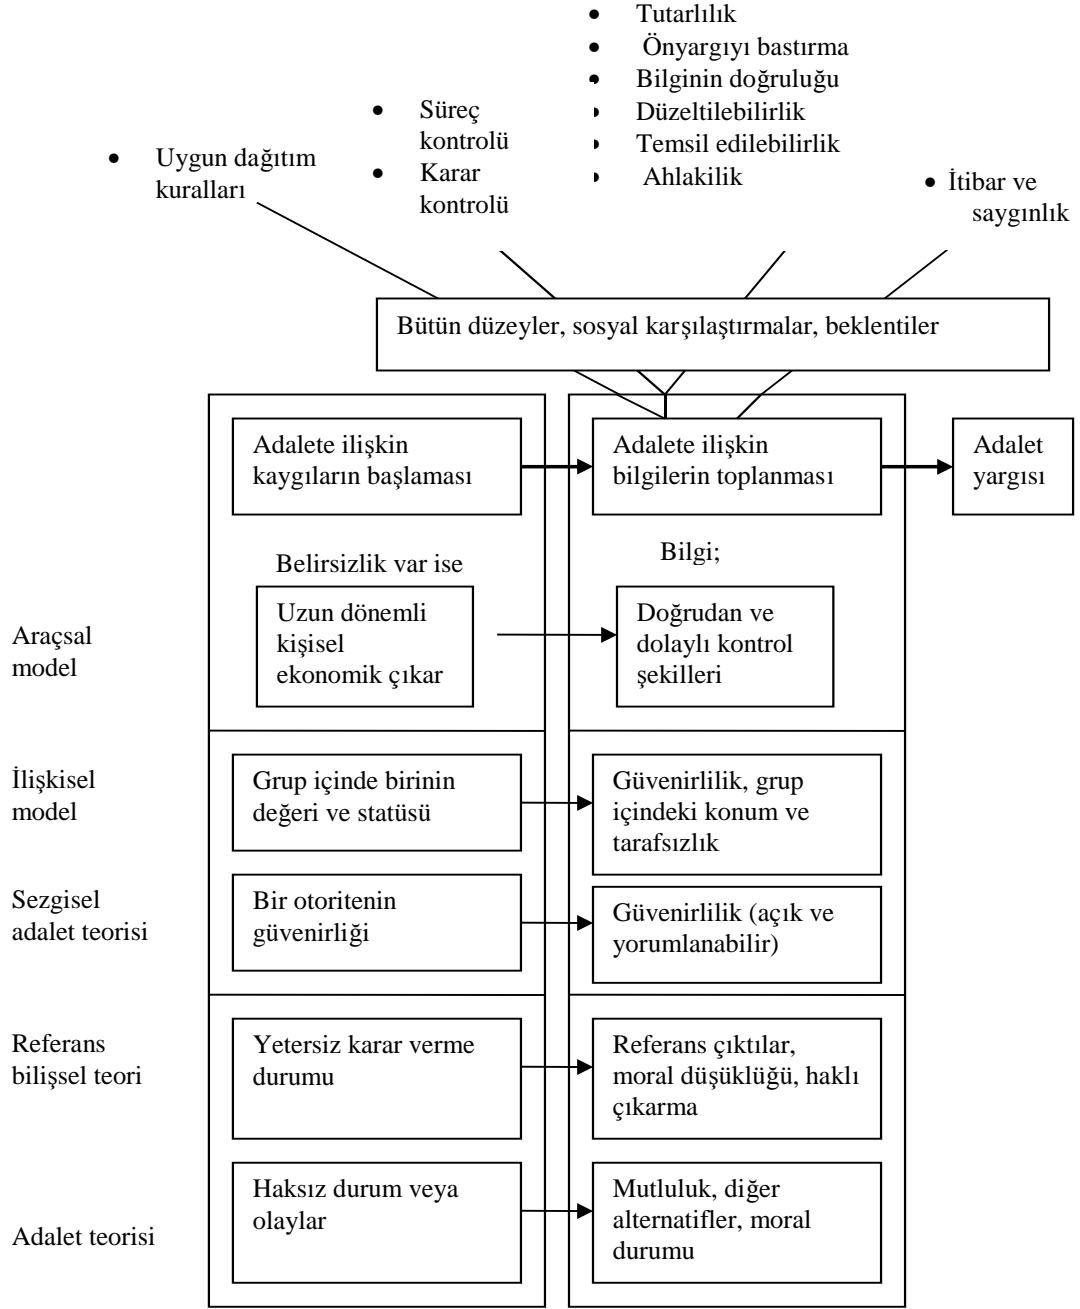 • Tutarlılık
• Önyargıyı bastırma
• Bilginin doğruluğu
• Düzeltilebilirlik
• Temsil edilebilirlik
• Ahlakilik
• Süreç
kontrolü
• Karar
kontrolü
• Uygun dağıtım
kuralları
• İtibar ve
saygınlık
Bütün düzeyler, sosyal karşılaştırmalar, beklentiler
Adalete ilişkin
kaygıların başlaması
Adalete ilişkin
bilgilerin toplanması
Adalet
yargısı
Belirsizlik var ise
Bilgi;
Araçsal
model
Uzun dönemli
kişisel
ekonomik çıkar
Doğrudan ve
dolaylı kontrol
şekilleri
İlişkisel
model
Grup içinde birinin
değeri ve statüsü
Güvenirlilik, grup
içindeki konum ve
tarafsızlık
Sezgisel
adalet teorisi
Bir otoritenin
güvenirliği
Güvenirlilik (açık ve
yorumlanabilir)
Referans
bilişsel teori
Yetersiz karar verme
durumu
Referans çıktılar,
moral düşüklüğü, haklı
çıkarma
Adalet teorisi
Haksız durum veya
olaylar
Mutluluk, diğer
alternatifler, moral
durumu